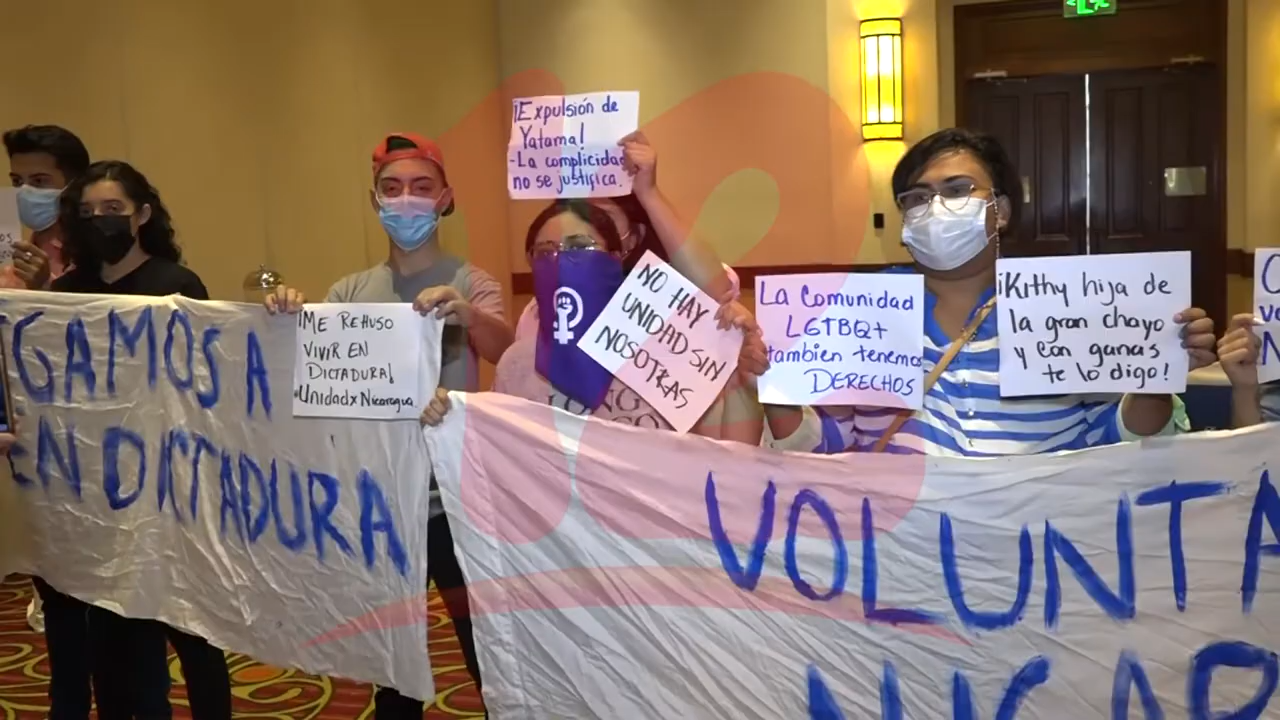 ¡Expulsión de
Yatama!
-La complicidad
no se justifica.
NO HAY
UNIDAD SIN
NOSOTRAS
La Comunidad
LGTBQ+
tambien tenemos
DERECHOS
¡Kithy hija de
la gran chayo
y con ganas
te lo digo!
¡ME REHUSO
VIVIR EN
DICTADURA!
#UnidadxNicaragua
GAMOS A
EN DICTADURA
VOLUNTA
NICAR